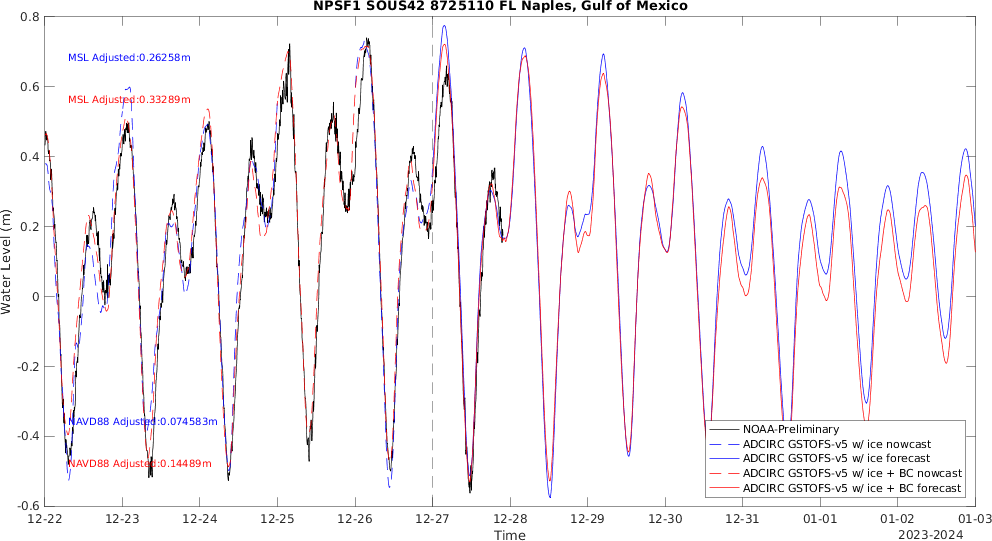 NPSF1 SOUS42 8725110 FL Naples, Gulf of Mexico
0.8
0.6
0.4
0.2
0
-0.2
-0.4
-0.6
Water Level (m)
MSL Adjusted:0.26258m
MSL Adjusted:0.33289m
NAVD88 Adjusted:0.074583m
NAVD88 Adjusted:0.14489m
NOAA-Preliminary
ADCIRC GSTOFS-v5 w/ ice nowcast
ADCIRC GSTOFS-v5 w/ ice forecast
ADCIRC GSTOFS-v5 w/ ice + BC nowcast
ADCIRC GSTOFS-v5 w/ ice + BC forecast
12-22 12-23 12-24 12-25 12-26 12-27 12-28 12-29 12-30 12-31 01-01 01-02 01-03
Time
2023-2024